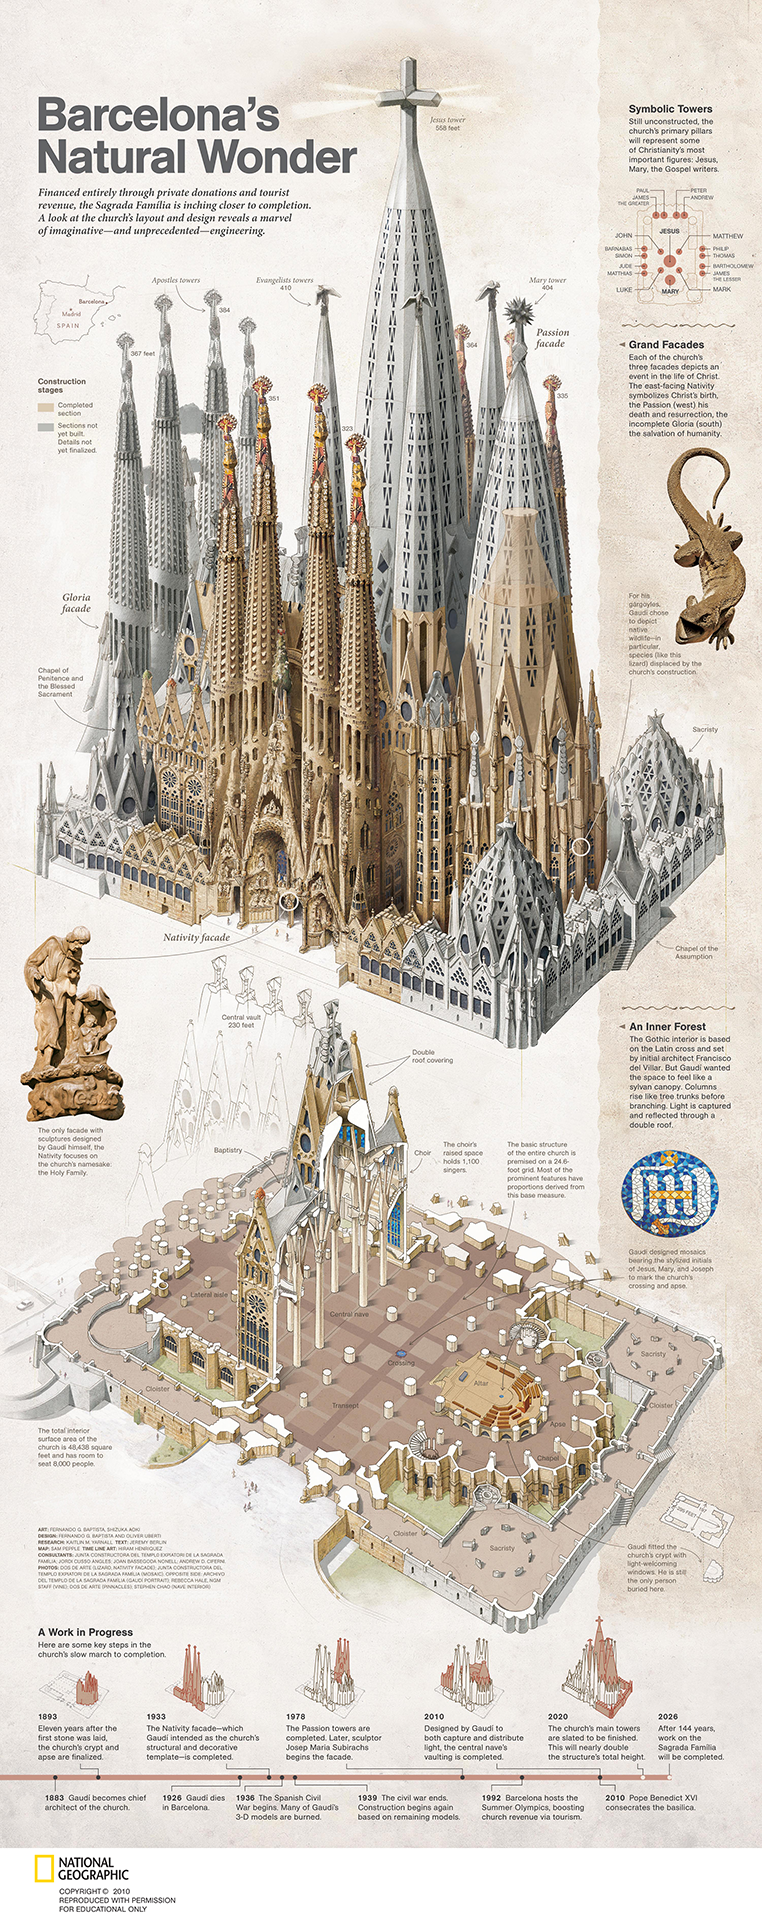 Barcelona's
Natural Wonder
Financed entirely through private donations and tourist
revenue, the Sagrada Família is inching closer to completion.
A look at the church's layout and design reveals a marvel
of imaginative—and unprecedented—engineering.
Jesus tower
558 feet
Symbolic Towers
Still unconstructed, the
church's primary pillars
will represent some
of Christianity's most
important figures: Jesus,
Mary, the Gospel writers.
PAUL
JAMES
THE GREATER
PETER
ANDREW
JESUS
JOHN
MATTHEW
BARNABAS
SIMON
PHILIP
THOMAS
JUDE
MATTHIAS
BARTHOLOMEW
JAMES
THE LESSER
LUKE
MARY
MARK
Barcelona
Madrid
SPAIN
Apostles towers
384
367 feet
Evangelists towers
410
Mary tower
404
Passion
facade
364
335
351
323
Construction
stages
Completed
section
Sections not
yet built.
Details not
yet finalized.
Grand Facades
Each of the church's
three facades depicts an
event in the life of Christ.
The east-facing Nativity
symbolizes Christ's birth,
the Passion (west) his
death and resurrection, the
incomplete Gloria (south)
the salvation of humanity.
Gloria
facade
For his
gargoyles,
Gaudí chose
to depict
native
wildlife—in
particular,
species (like this
lizard) displaced by the
church's construction.
Chapel of
Penitence and
the Blessed
Sacrament
Sacristy
Nativity facade
Chapel of the
Assumption
The only facade with
sculptures designed
by Gaudí himself, the
Nativity focuses on
the church's namesake:
the Holy Family.
Central vault
230 feet
Double
roof covering
An Inner Forest
The Gothic interior is based
on the Latin cross and set
by initial architect Francisco
del Villar. But Gaudí wanted
the space to feel like a
sylvan canopy. Columns
rise like tree trunks before
branching. Light is captured
and reflected through a
double roof.
Baptistry
Choir
The choir's
raised space
holds 1,100
singers.
The basic structure
of the entire church is
premised on a 24.6-
foot grid. Most of the
prominent features have
proportions derived from
this base measure.
Gaudí designed mosaics
bearing the stylized initials
of Jesus, Mary, and Joseph
to mark the church's
crossing and apse.
Lateral aisle
Central nave
Crossing
Transept
Altar
Apse
Chapel
Cloister
Sacristy
Cloister
Cloister
Sacristy
The total interior
surface area of the
church is 48,438 square
feet and has room to
seat 8,000 people.
Gaudí fitted the
church's crypt with
light-welcoming
windows. He is still
the only person
buried here.
ART: FERNANDO G. BAPTISTA, SHIZUKA AOKI
DESIGN: FERNANDO G. BAPTISTA AND OLIVER UBERTI
RESEARCH: KAITLIN M. YARNALL TEXT: JEREMY BERLIN
A Work in Progress
Here are some key steps in the
church's slow march to completion.
1893
Eleven years after the
first stone was laid,
the church's crypt and
apse are finalized.
1933
The Nativity facade—which
Gaudí intended as the church's
structural and decorative
template—is completed.
1978
The Passion towers are
completed. Later, sculptor
Josep Maria Subirachs
begins the facade.
2010
Designed by Gaudí to
both capture and distribute
light, the central nave's
vaulting is completed.
2020
The church's main towers
are slated to be finished.
This will nearly double
the structure's total height.
2026
After 144 years,
work on the
Sagrada Família
will be completed.
1883 Gaudí becomes chief
architect of the church.
1926 Gaudí dies
in Barcelona.
1936 The Spanish Civil
War begins. Many of Gaudí's
3-D models are burned.
1939 The civil war ends.
Construction begins again
based on remaining models.
1992 Barcelona hosts the
Summer Olympics, boosting
church revenue via tourism.
2010 Pope Benedict XVI
consecrates the basilica.
NATIONAL
GEOGRAPHIC
COPYRIGHT © 2010
REPRODUCED WITH PERMISSION
FOR EDUCATIONAL ONLY